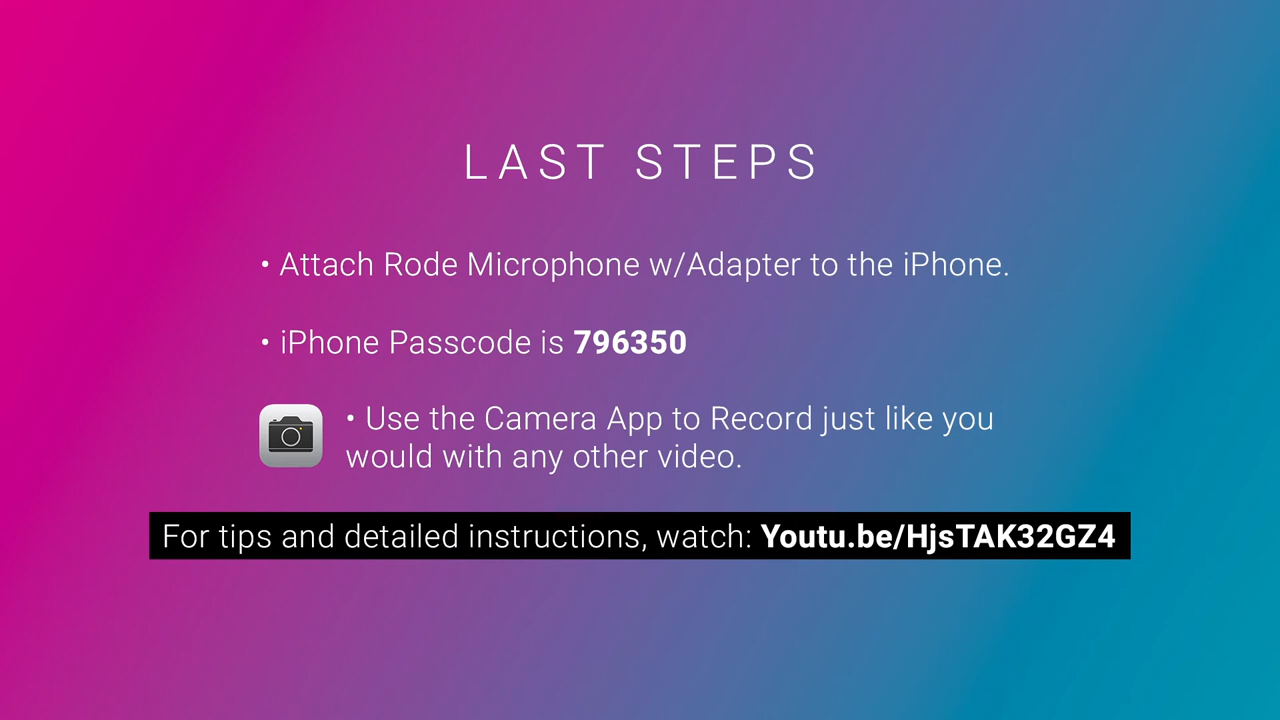 LAST STEPS
• Attach Rode Microphone w/Adapter to the iPhone.
• iPhone Passcode is 796350
• Use the Camera App to Record just like you
would with any other video.
For tips and detailed instructions, watch: Youtu.be/HjsTAK32GZ4